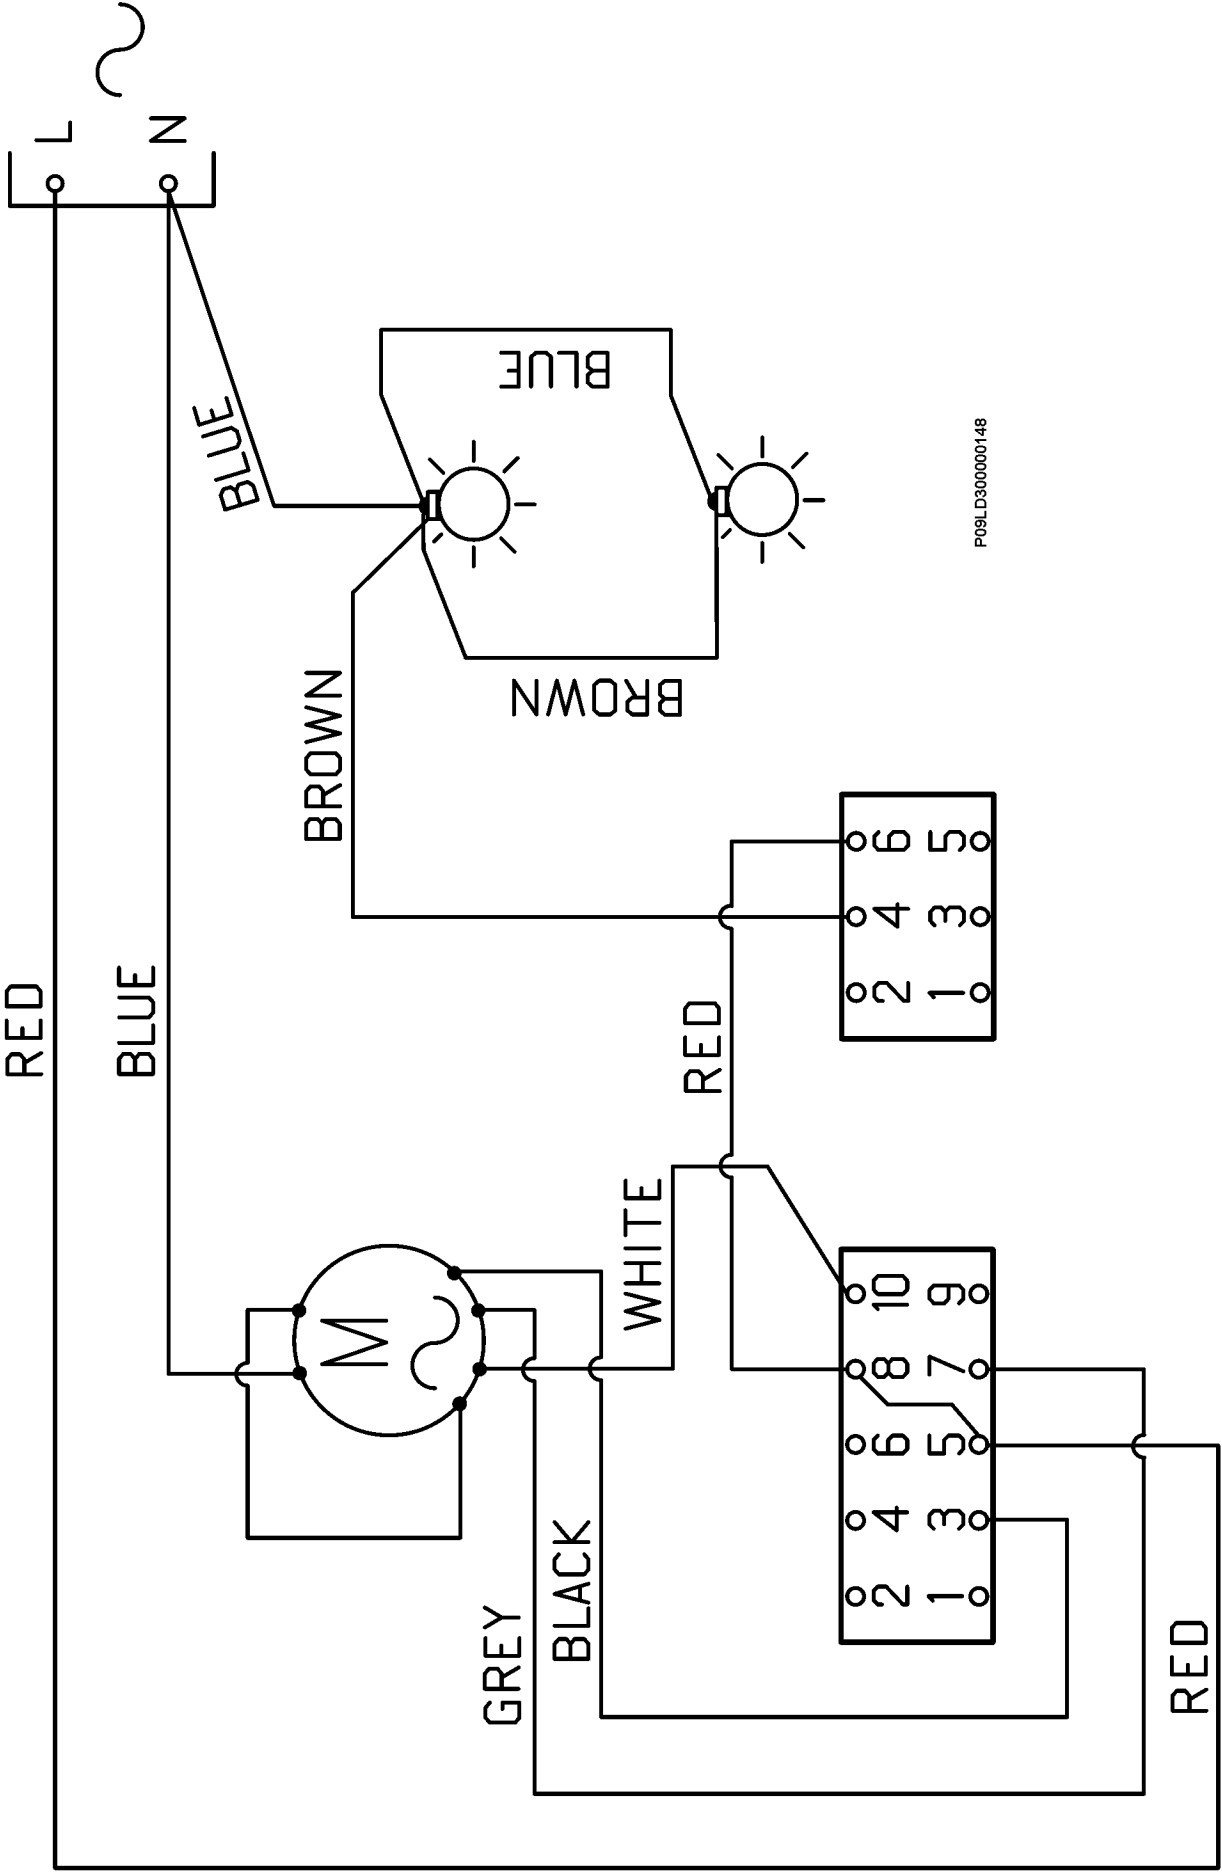 L
N
RED
BLUE
BLUE
BLUE
BROWN
BROWN
P09LD300000148
M
WHITE
RED
GREY
BLACK
RED
2 4 6
1 3 5
2 4 6 8 10
1 3 5 7 9